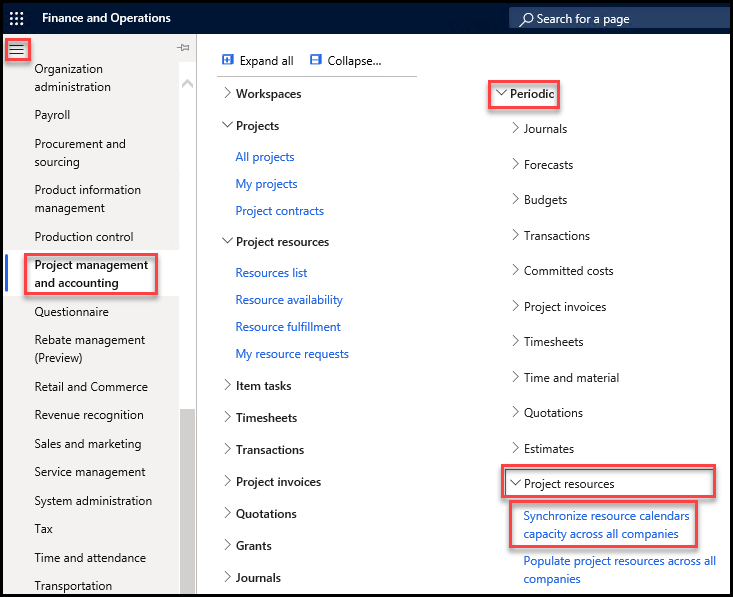 Finance and Operations
Search for a page
Organization
administration
Payroll
Procurement and
sourcing
Product information
management
Production control
Project management
and accounting
Questionnaire
Rebate management
(Preview)
Retail and Commerce
Revenue recognition
Sales and marketing
Service management
System administration
Tax
Time and attendance
Transportation
Expand all
Collapse...
Workspaces
Projects
All projects
My projects
Project contracts
Project resources
Resources list
Resource availability
Resource fulfillment
My resource requests
Item tasks
Timesheets
Transactions
Project invoices
Quotations
Grants
Journals
Periodic
Journals
Forecasts
Budgets
Transactions
Committed costs
Project invoices
Timesheets
Time and material
Quotations
Estimates
Project resources
Synchronize resource calendars
capacity across all companies
Populate project resources across all
companies